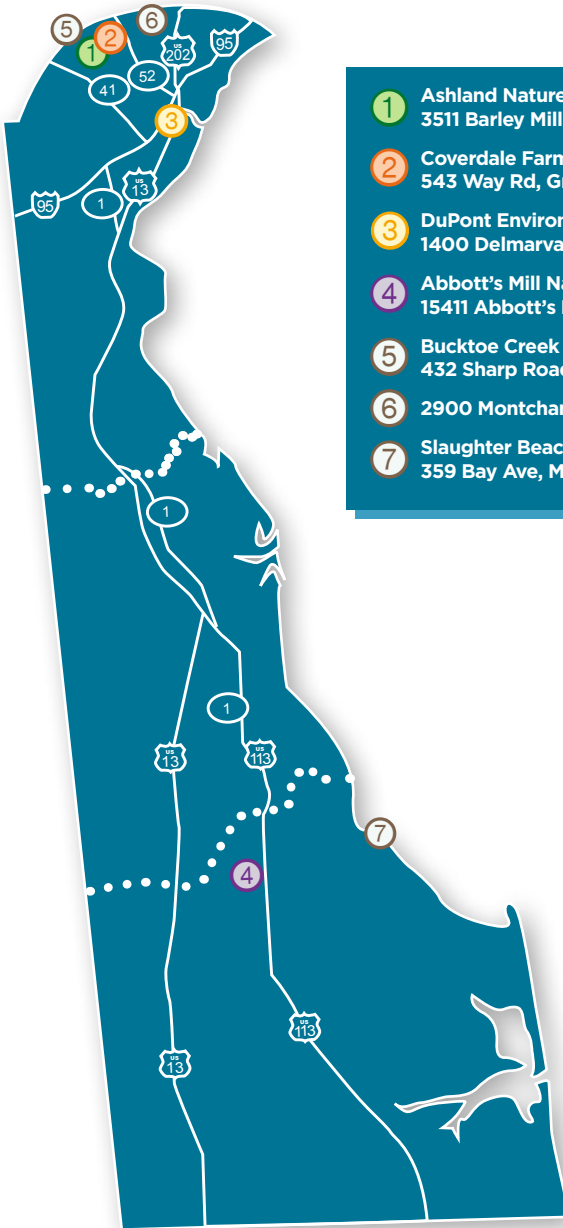 5
6
2
1
US
202
95
52
41
3
US
13
95
1
1
1
US
13
US
113
7
4
US
113
US
13
1
Ashland Nature
3511 Barley Mill
2
Coverdale Farm
543 Way Rd, Gr
3
DuPont Environ
1400 Delmarva
4
Abbott's Mill Na
15411 Abbott's
5
Bucktoe Creek
432 Sharp Road
6
2900 Montchan
7
Slaughter Beac
359 Bay Ave, M